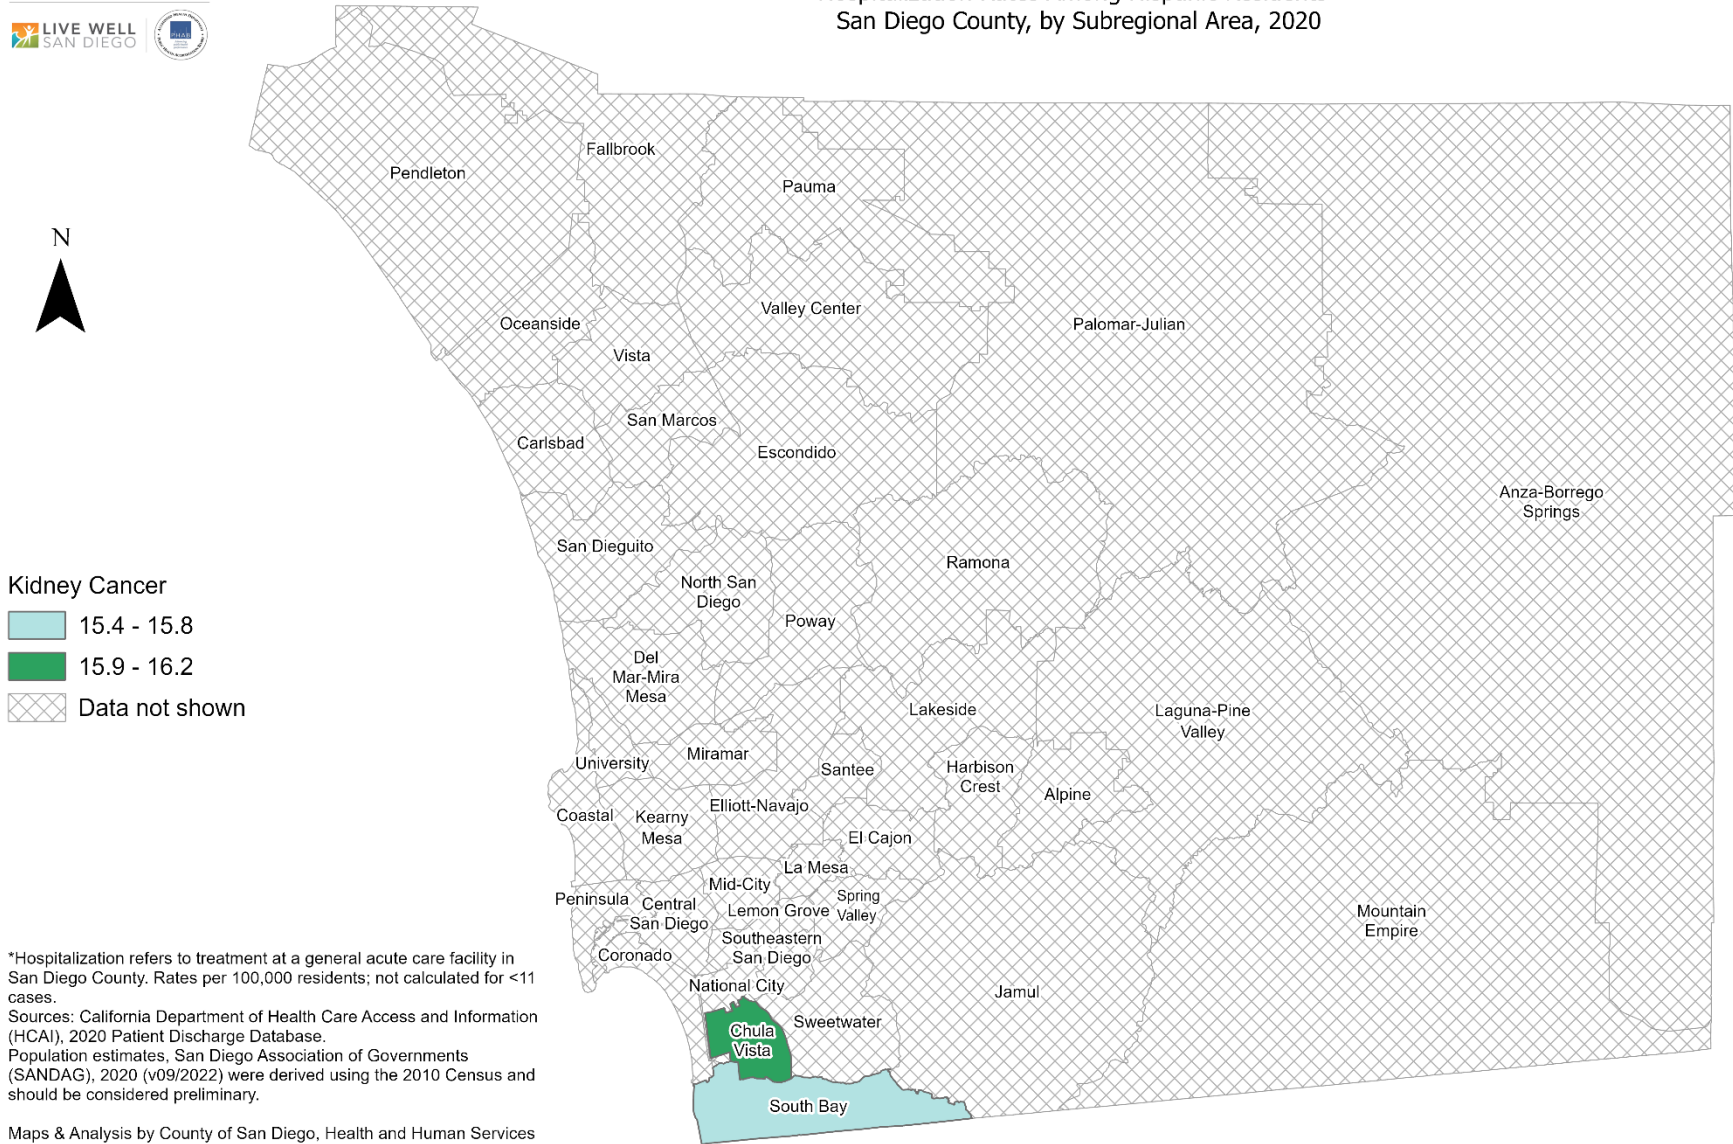 LIVE WELL
SAN DIEGO
PHAB
Hospitalization Rates Among Hispanic Residents
San Diego County, by Subregional Area, 2020
N
Pendleton
Fallbrook
Pauma
Oceanside
Vista
Valley Center
Palomar-Julian
San Marcos
Carlsbad
Escondido
Anza-Borrego
Springs
San Dieguito
North San
Diego
Ramona
Poway
Del
Mar-Mira
Mesa
Lakeside
Laguna-Pine
Valley
Miramar
University
Santee
Harbison
Crest
Alpine
Coastal
Kearny
Mesa
Elliott-Navajo
El Cajon
La Mesa
Mid-City
Peninsula
Central
San Diego
Lemon Grove
Spring
Valley
Mountain
Empire
Southeastern
San Diego
Coronado
National City
Jamul
Sweetwater
Chula
Vista
South Bay
Kidney Cancer
15.4 - 15.8
15.9 - 16.2
Data not shown
*Hospitalization refers to treatment at a general acute care facility in
San Diego County. Rates per 100,000 residents; not calculated for <11
cases.
Sources: California Department of Health Care Access and Information
(HCAI), 2020 Patient Discharge Database.
Population estimates, San Diego Association of Governments
(SANDAG), 2020 (v09/2022) were derived using the 2010 Census and
should be considered preliminary.
Maps & Analysis by County of San Diego, Health and Human Services